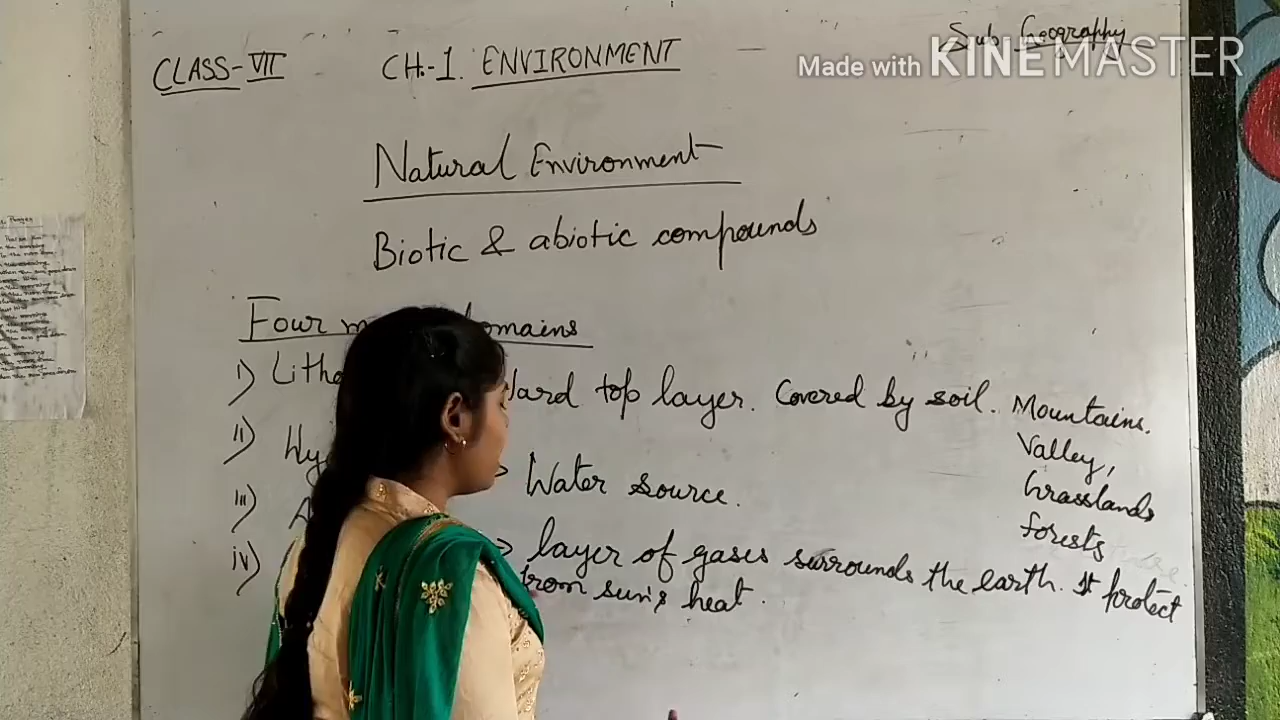 Sub Geography
Made with KINEMASTER
CLASS-VII CH.-1. ENVIRONMENT
Natural Environment
Biotic & abiotic compounds
Four domains
i) Hard top layer. Covered by soil. Mountains.
Valley,
Grasslands
forests
ii) Water source.
iii) layer of gases surrounds the earth. It protect
from sun's heat.
iv)